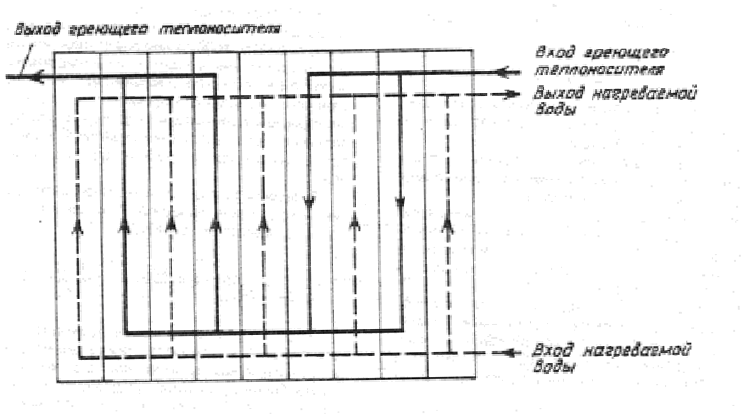 Выход греющего теплоносителя
Вход греющего
теплоносителя
Выход нагреваемой
воды
Вход нагреваемой
воды